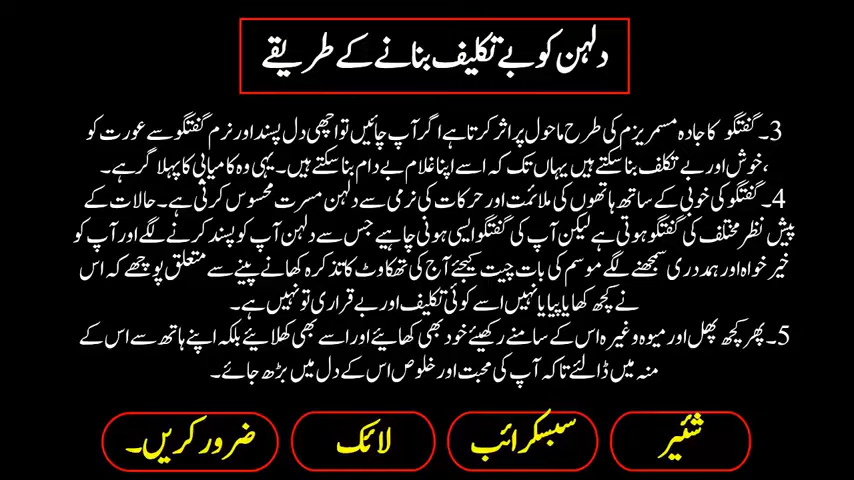 دلہن کو بے تکلیف بنانے کے طریقے
3۔ گفتگو کا جادہ مسمریزم کی طرح ماحول پر اثر کرتا ہے اگر آپ چائیں تو اچھی دل پسند اور نرم گفتگو سے عورت کو
خوش اور بے تکلف بنا سکتے ہیں یہاں تک کہ اسے اپنا غلام بے دام بنا سکتے ہیں۔ یہی وہ کامیابی کا پہلا گر ہے۔،
4۔ گفتگو کی خوبی کے ساتھ ہاتھوں کی ملائمت اور حرکات کی نرمی سے دلہن مسرت محسوس کرتی ہے۔ حالات کے
پیش نظر مختلف کی گفتگو ہوتی ہے لیکن آپ کی گفتگو ایسی ہونی چاہیے جس سے دلہن آپ کو پسند کرنے لگے اور آپ کو
خیر خواہ اور ہمدردی سمجھنے لگے موسم کی بات چیت کیجئے آج کی تھکاوٹ کا تذکرہ کھانے پینے سے متعلق پوچھے کہ اس
نے کچھ کھایا پیا یا نہیں اسے کوئی تکلیف اور بے قراری تو نہیں ہے۔
5۔ پھر کچھ پھل اور میوہ وغیرہ اس کے سامنے رکھیئے خود بھی کھائیے اور اسے بھی کھلایئے بلکہ اپنے ہاتھ سے اس کے
منہ میں ڈالئے تاکہ آپ کی محبت اور خلوص اس کے دل میں بڑھ جائے۔
شئیر
سبسکرائب
لائک
ضرور کریں۔